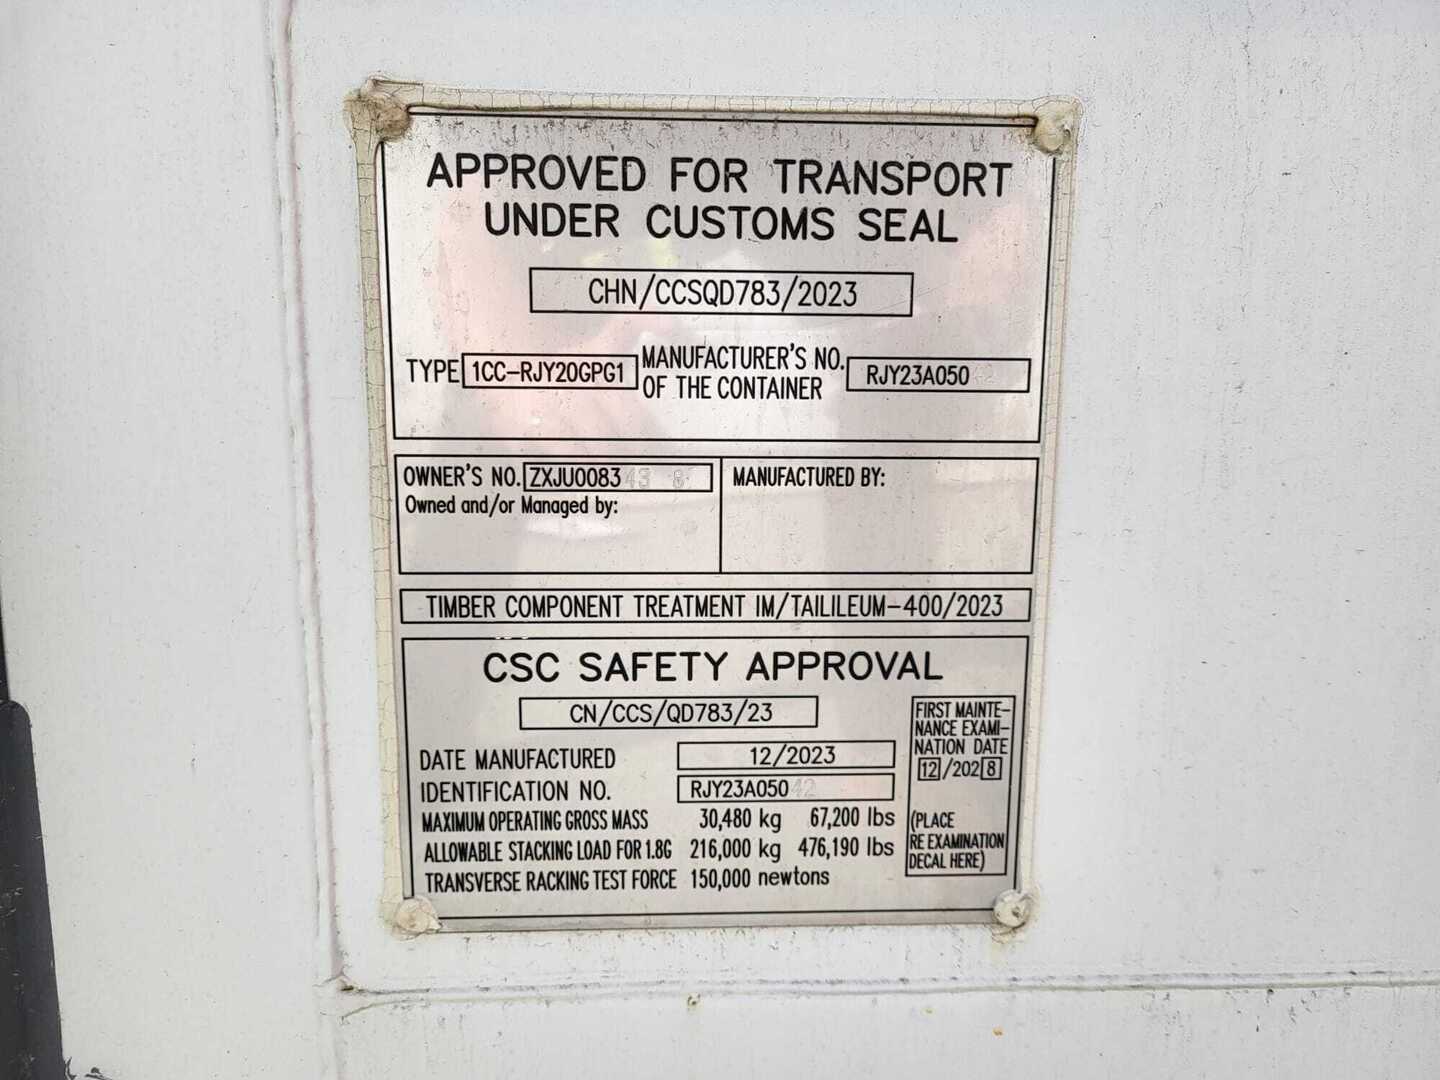 APPROVED FOR TRANSPORT
UNDER CUSTOMS SEAL
CHN/CCSQD783/2023
TYPE 1CC-RJY20GPG1 MANUFACTURER'S NO. OF THE CONTAINER RJY23A05042
OWNER'S NO. ZXJU008343 8
Owned and/or Managed by:
MANUFACTURED BY:
TIMBER COMPONENT TREATMENT IM/TAILILEUM-400/2023
CSC SAFETY APPROVAL
CN/CCS/QD783/23
DATE MANUFACTURED 12/2023
IDENTIFICATION NO. RJY23A05042
MAXIMUM OPERATING GROSS MASS 30,480 kg 67,200 lbs
ALLOWABLE STACKING LOAD FOR 1.8G 216,000 kg 476,190 lbs
TRANSVERSE RACKING TEST FORCE 150,000 newtons
FIRST MAINTE-
NANCE EXAMI-
NATION DATE
12/2028
(PLACE
RE EXAMINATION
DECAL HERE)